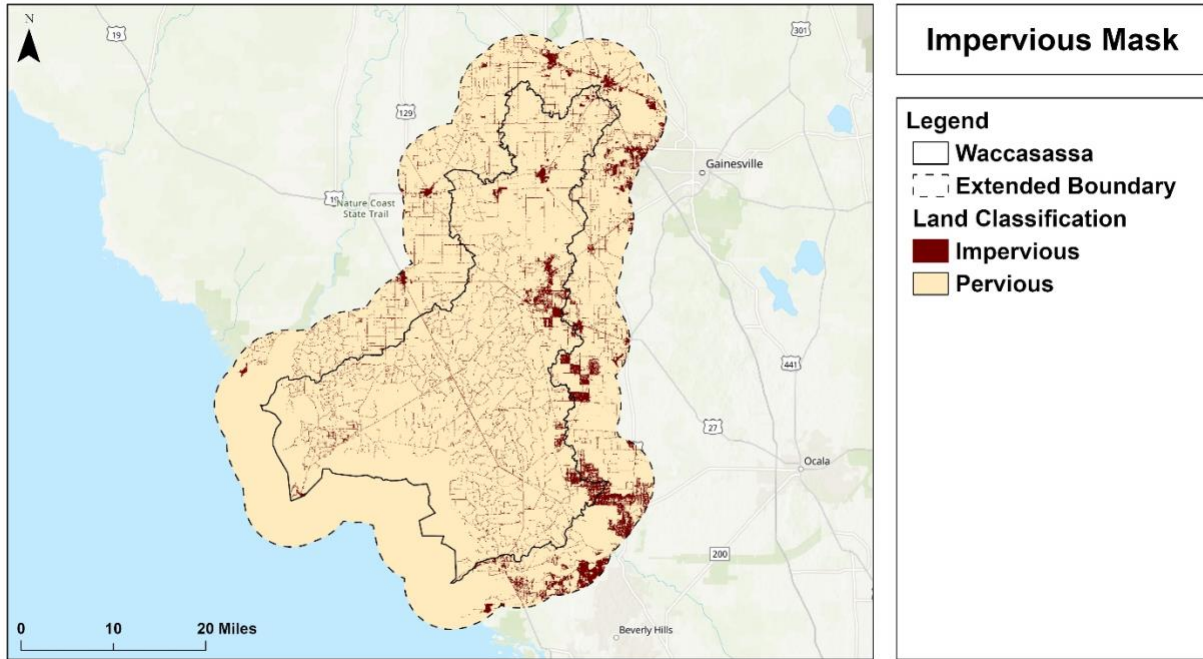 N
19
301
129
Gainesville
19
Nature Coast
State Trail
441
27
Ocala
200
0 10 20 Miles
Beverly Hills
Impervious Mask
Legend
Waccasassa
Extended Boundary
Land Classification
Impervious
Pervious